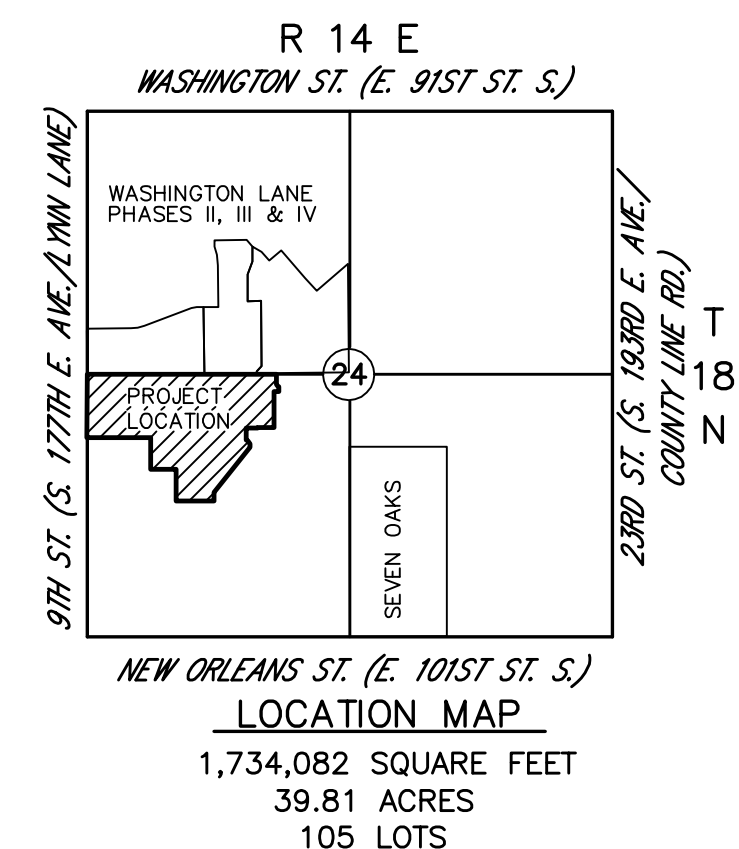 R 14 E
WASHINGTON ST. (E. 91ST ST. S.)
9TH ST. (S. 177TH E. AVE./LYNN LANE)
WASHINGTON LANE
PHASES II, III & IV
23RD ST. (S. 193RD E. AVE./
COUNTY LINE RD.)
T
18
N
24
PROJECT
LOCATION
SEVEN OAKS
NEW ORLEANS ST. (E. 101ST ST. S.)
LOCATION MAP
1,734,082 SQUARE FEET
39.81 ACRES
105 LOTS